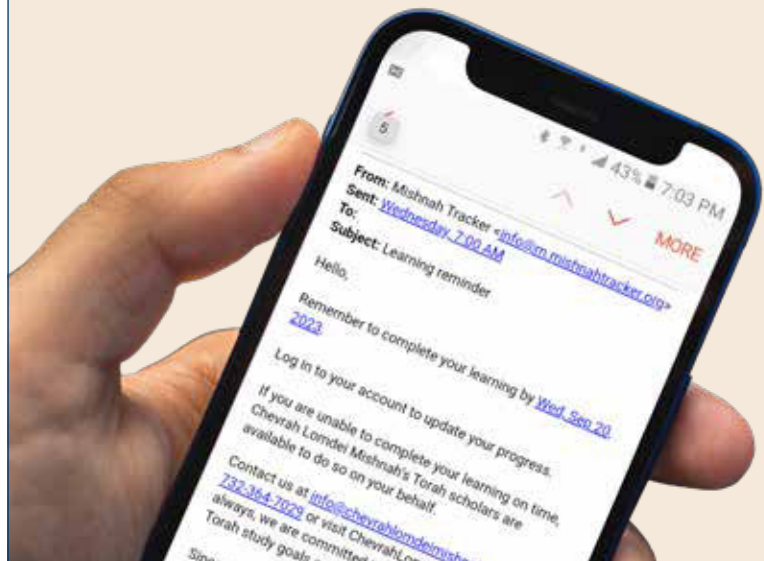 43% 7:03 PM
5
MORE
From: Mishnah Tracker <info@m.mishnahtracker.org>
Sent: Wednesday, 7:00 AM
To:
Subject: Learning reminder
Hello,
Remember to complete your learning by Wed, Sep 20,
2023.
Log in to your account to update your progress.
If you are unable to complete your learning on time,
Chevrah Lomdei Mishnah's Torah scholars are
available to do so on your behalf.
Contact us at info@chevrahlomdeimishn
732-364-7029 or visit ChevrahLo
always, we are committed
Torah study goals